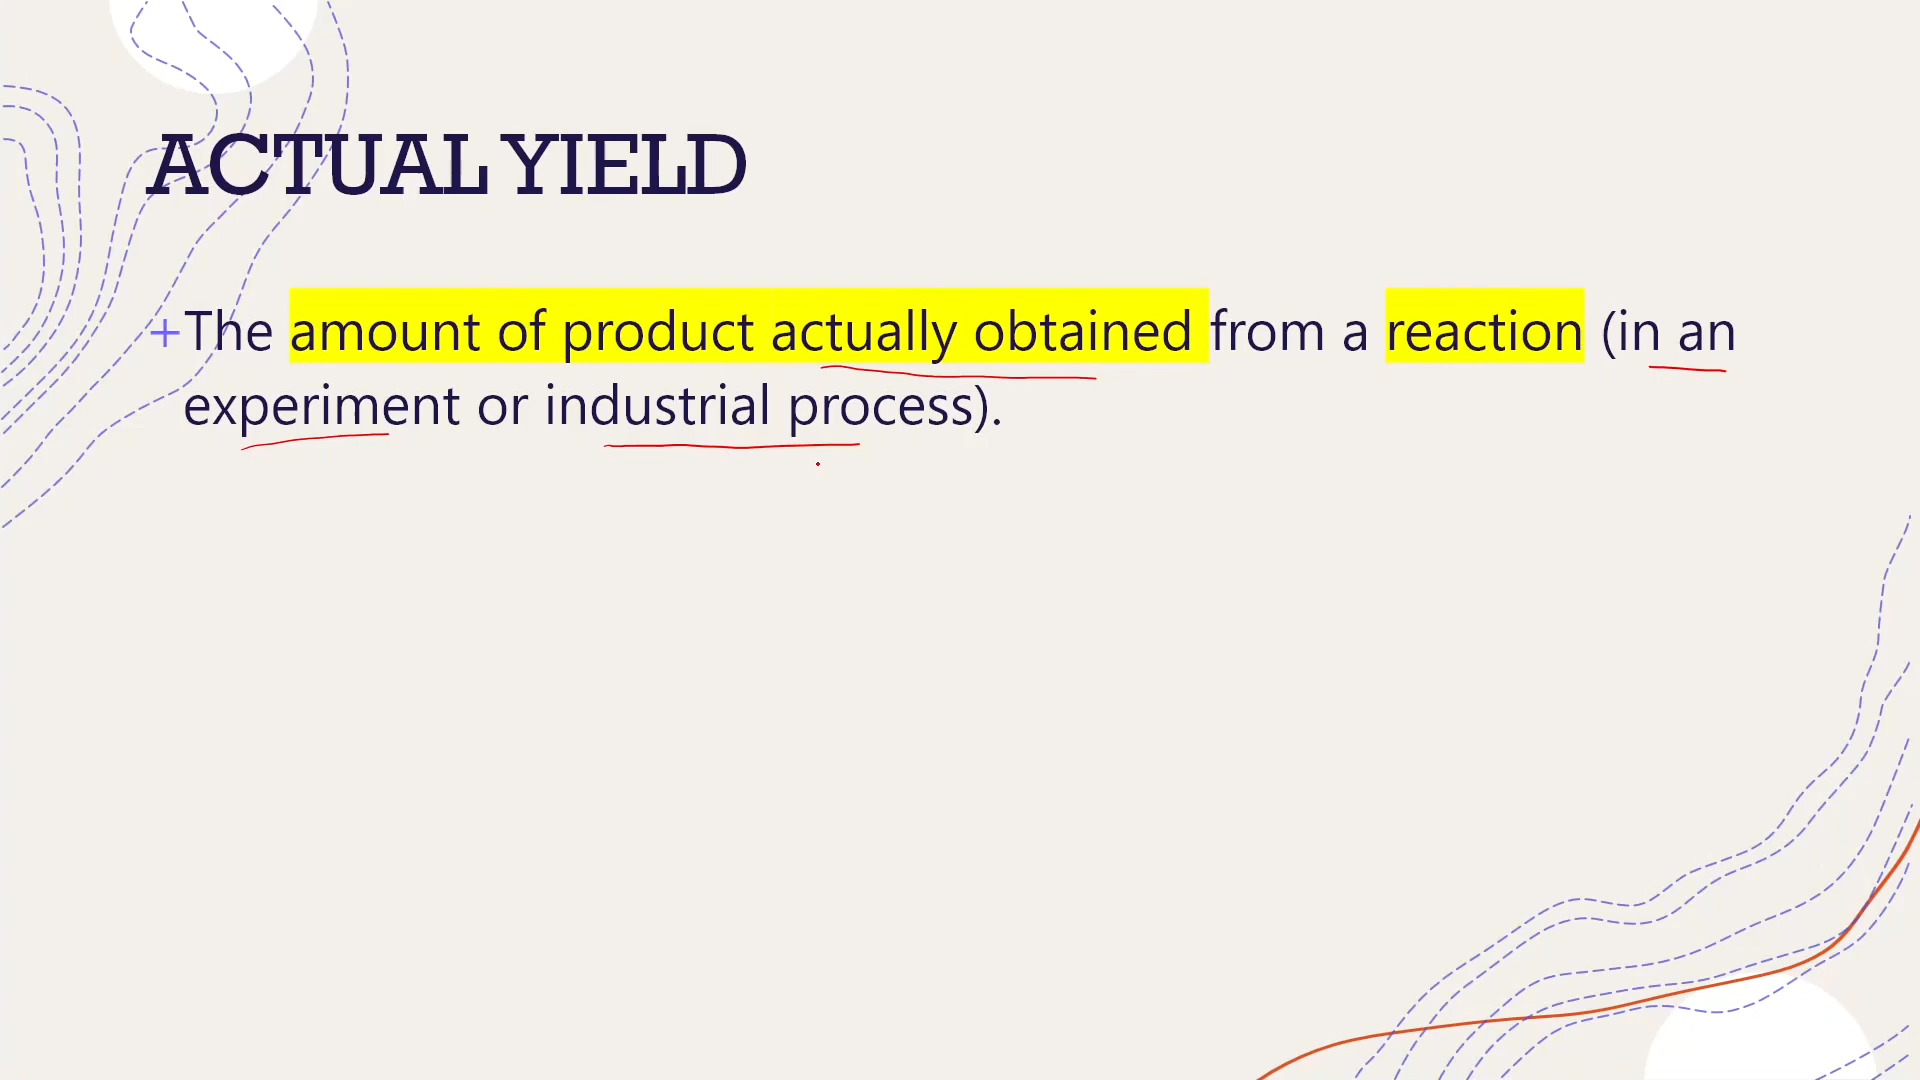 ACTUAL YIELD
+The amount of product actually obtained from a reaction (in an
experiment or industrial process).